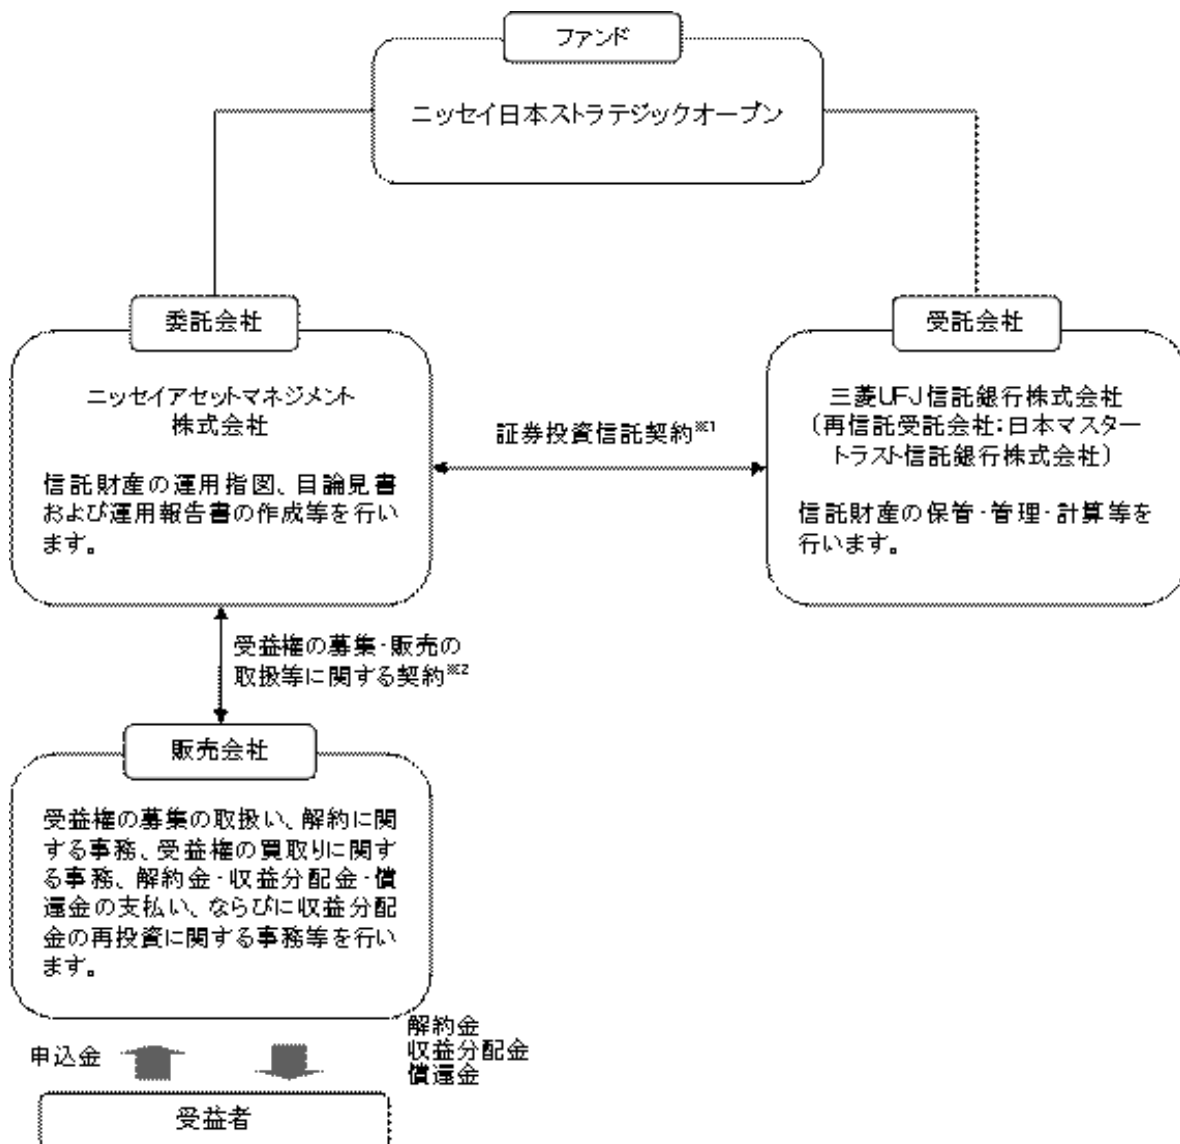 ファンド
ニッセイ日本ストラテジックオープン
委託会社
ニッセイアセットマネジメント
株式会社
信託財産の運用指図、目論見書
および運用報告書の作成等を行い
ます。
証券投資信託契約※1
受託会社
三菱UFJ信託銀行株式会社
(再信託受託会社:日本マスター
トラスト信託銀行株式会社)
信託財産の保管・管理・計算等を
行います。
受益権の募集・販売の
取扱等に関する契約※2
販売会社
受益権の募集の取扱い、解約に関
する事務、受益権の買取りに関す
る事務、解約金・収益分配金・償
還金の支払い、ならびに収益分配
金の再投資に関する事務等を行い
ます。
申込金
解約金
収益分配金
償還金
受益者